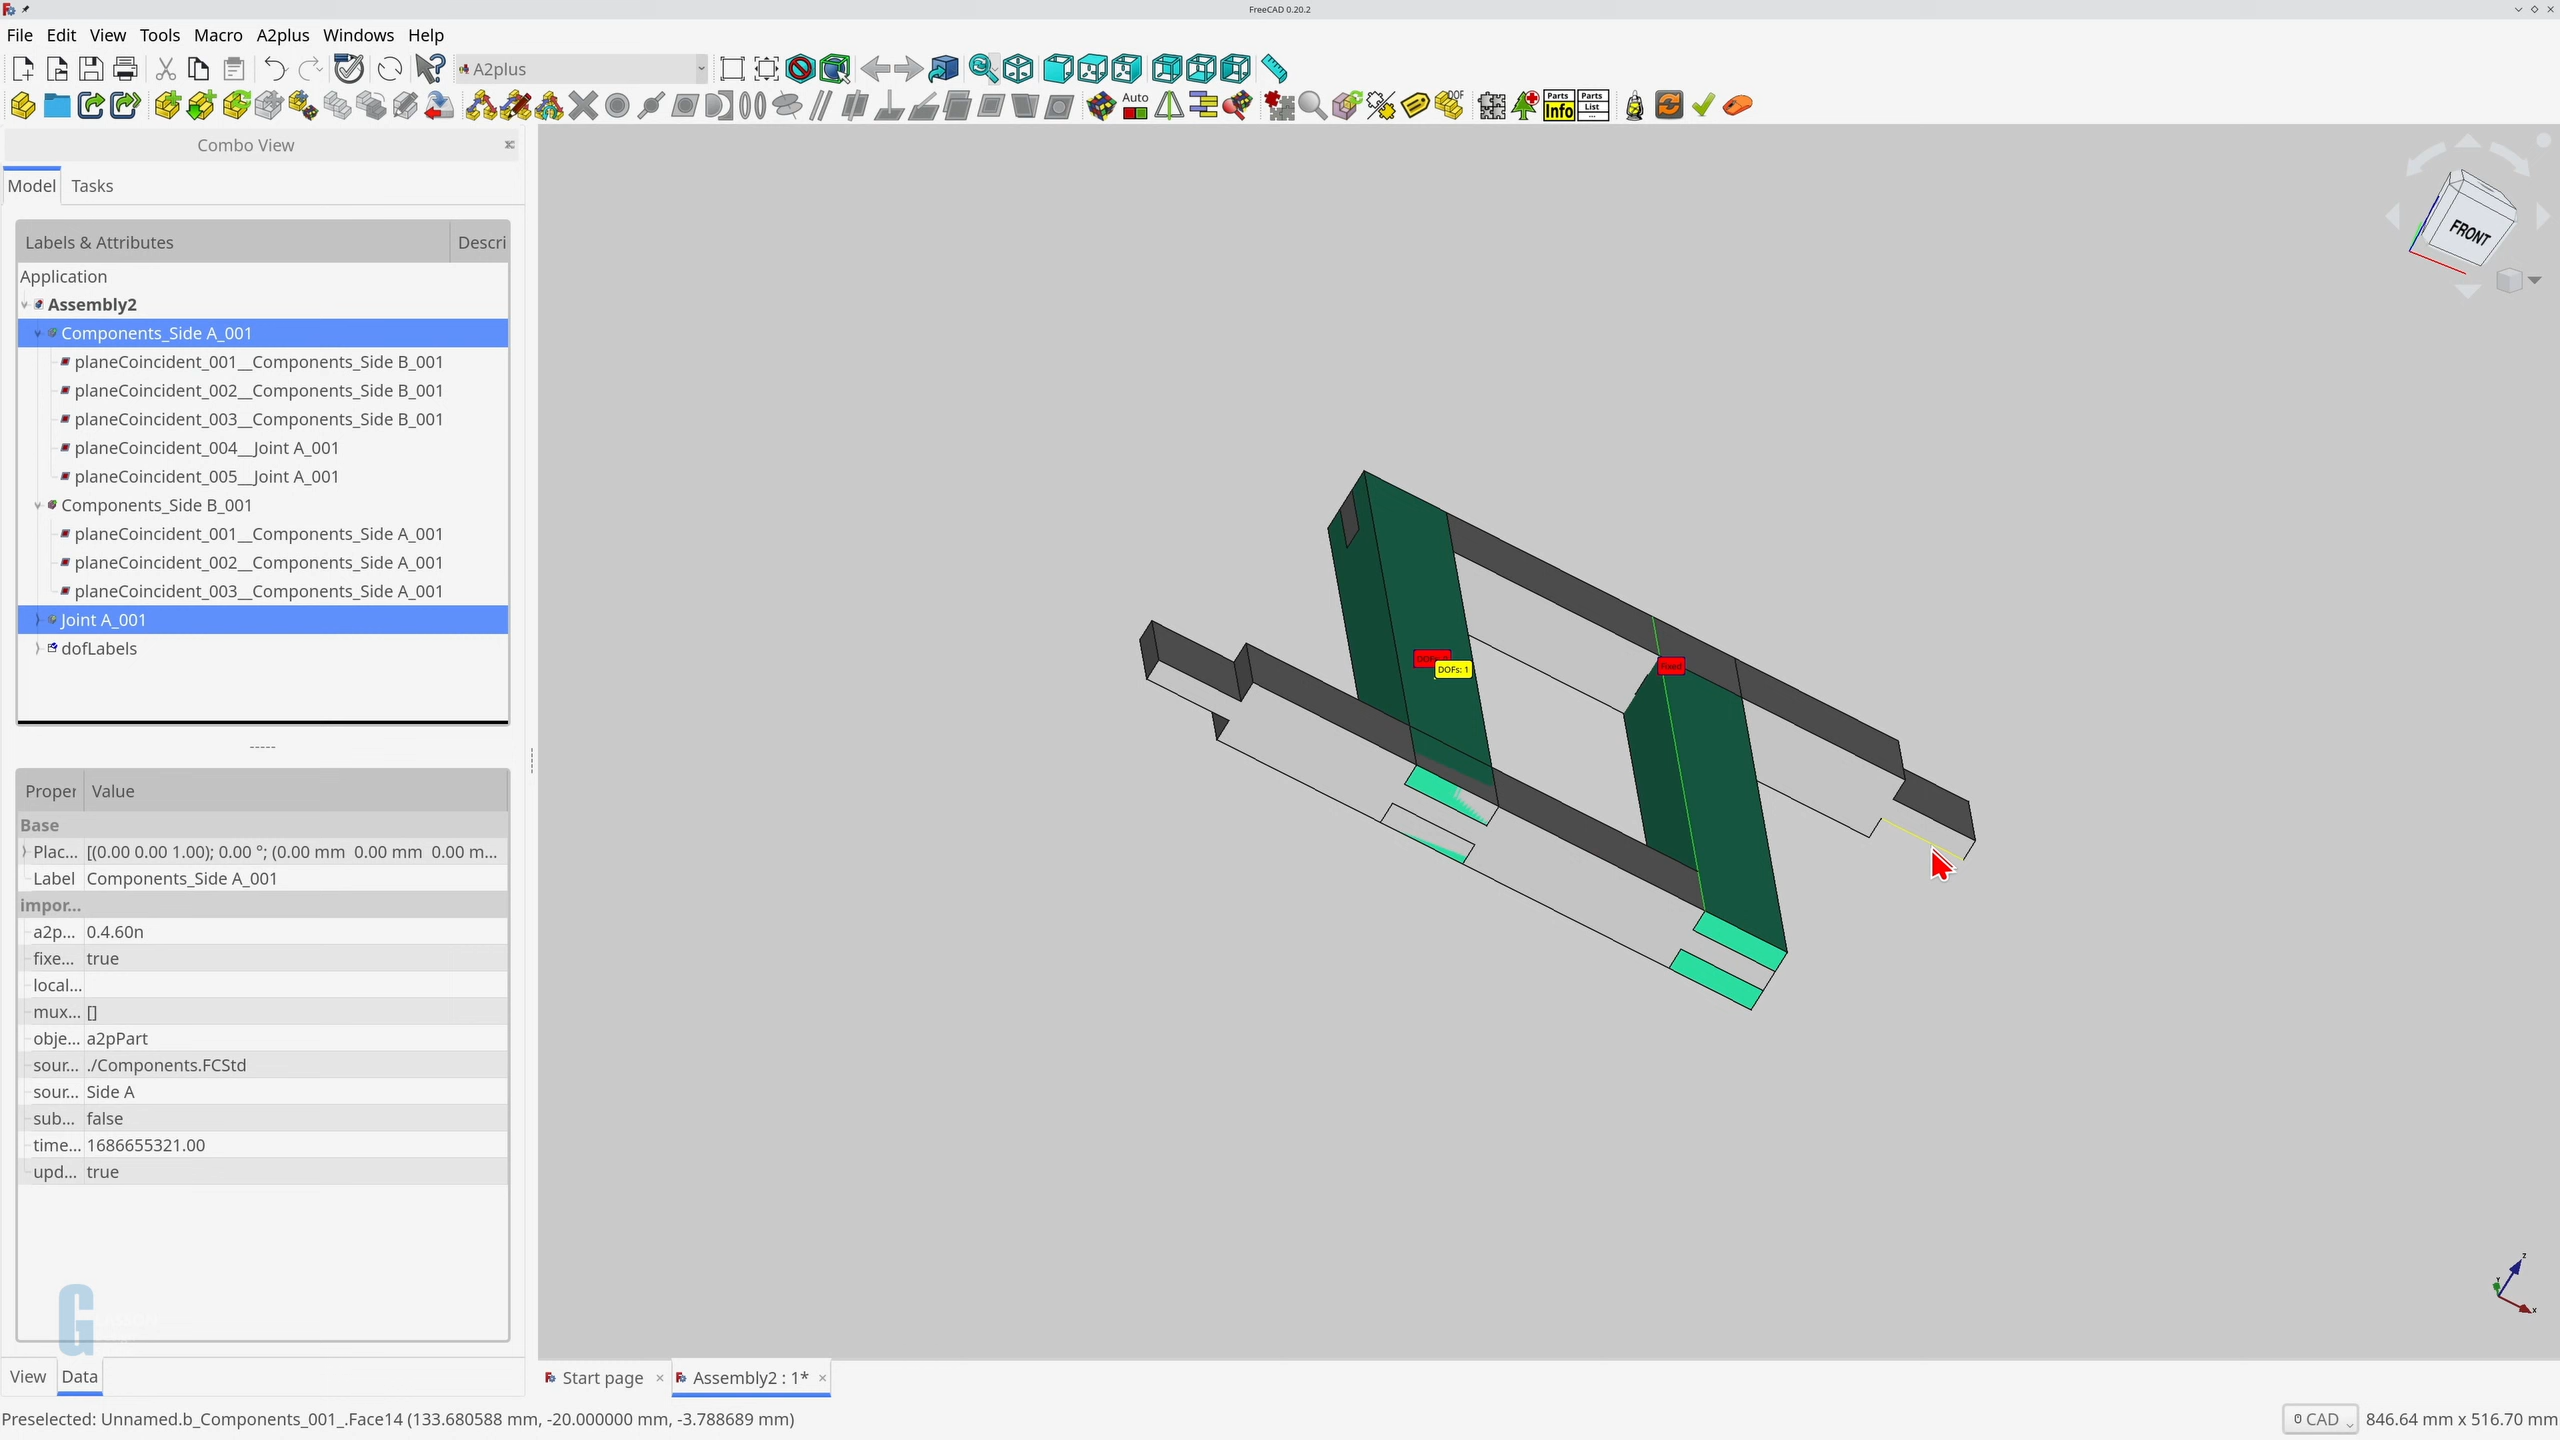 FreeCAD 0.20.2
File Edit View Tools Macro A2plus Windows Help
A2plus
Auto
DOF
Parts Info
Parts List ...
Combo View
Model Tasks
Labels & Attributes Descri
Application
Assembly2
Components_Side A_001
planeCoincident_001__Components_Side B_001
planeCoincident_002__Components_Side B_001
planeCoincident_003__Components_Side B_001
planeCoincident_004__Joint A_001
planeCoincident_005__Joint A_001
Components_Side B_001
planeCoincident_001__Components_Side A_001
planeCoincident_002__Components_Side A_001
planeCoincident_003__Components_Side A_001
Joint A_001
dofLabels
Proper Value
Base
Plac... [(0.00 0.00 1.00); 0.00 °; (0.00 mm 0.00 mm 0.00 m...
Label Components_Side A_001
impor...
a2p... 0.4.60n
fixe... true
local...
mux... []
obje... a2pPart
sour... ./Components.FCStd
sour... Side A
sub... false
time... 1686655321.00
upd... true
G
View Data
FRONT
DOFs: 1
Fixed
Z
Y
X
Start page
Assembly2 : 1*
Preselected: Unnamed.b_Components_001_.Face14 (133.680588 mm, -20.000000 mm, -3.788689 mm)
CAD
846.64 mm x 516.70 mm